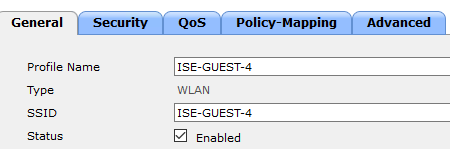 General Security QoS Policy-Mapping Advanced
Profile Name ISE-GUEST-4
Type WLAN
SSID ISE-GUEST-4
Status Enabled